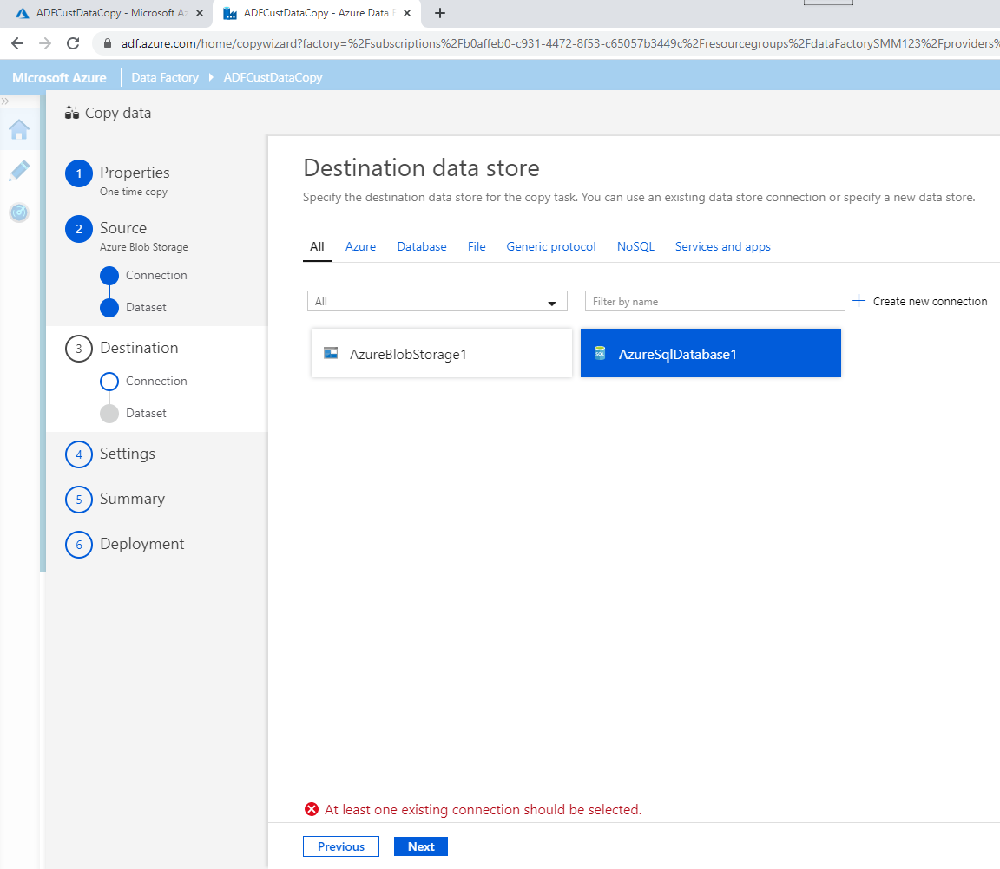 ADFCustDataCopy - Microsoft Az
ADFCustDataCopy - Azure Data F
adf.azure.com/home/copywizard?factory=%2Fsubscriptions%2Fb0affeb0-c931-4472-8f53-c65057b3449c%2Fresourcegroups%2FdataFactorySMM123%2Fproviders%
Microsoft Azure
Data Factory
ADFCustDataCopy
Copy data
1
Properties
One time copy
2
Source
Azure Blob Storage
Connection
Dataset
3
Destination
Connection
Dataset
4
Settings
5
Summary
6
Deployment
Destination data store
Specify the destination data store for the copy task. You can use an existing data store connection or specify a new data store.
All Azure Database File Generic protocol NoSQL Services and apps
All
Filter by name
Create new connection
AzureBlobStorage1
SQL
AzureSqlDatabase1
At least one existing connection should be selected.
Previous
Next